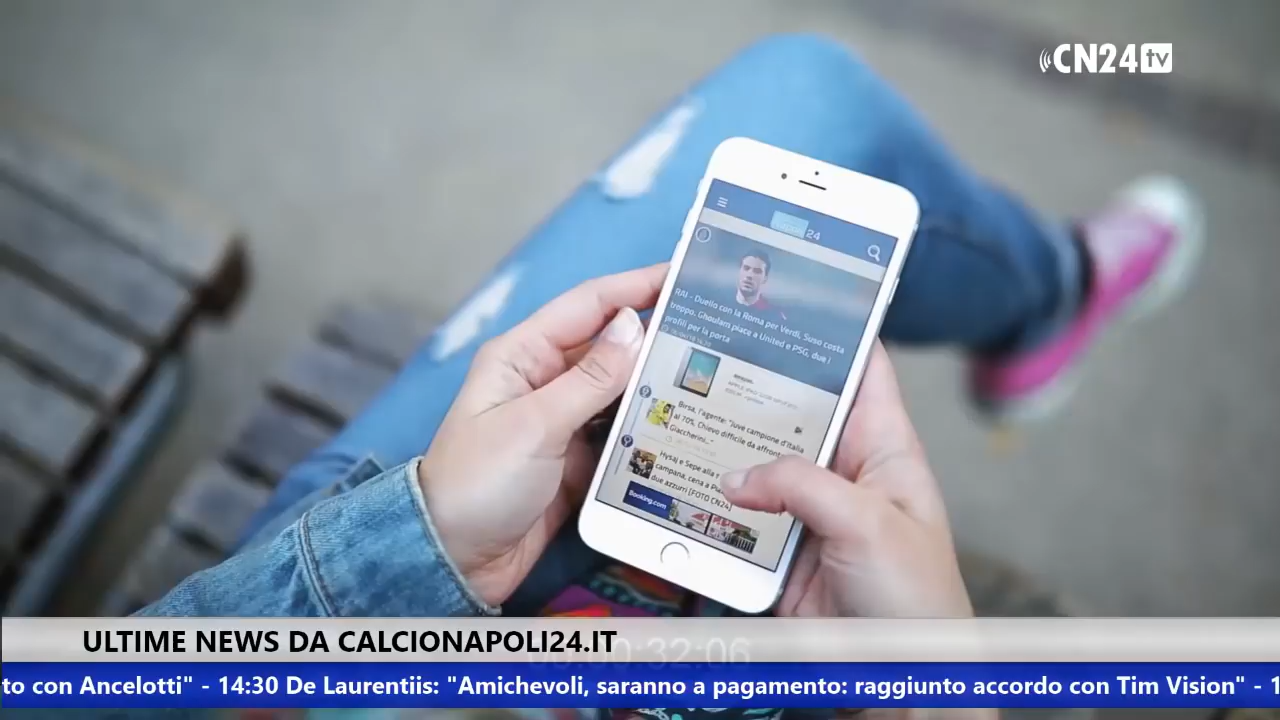 CN24 tv
24
RAI - Duello con la Roma per Verdi, Suso costa
troppo. Ghoulam piace a United e PSG, due i
profili per la porta
Birsa, l'agente: "Juve campione d'Italia
al 70%. Chievo difficile da affront
Giaccherini..."
Hysaj e Sepe alla
campana, cena a
due azzurri [FOTO CN24]
Booking.com
ULTIME NEWS DA CALCIONAPOLI24.IT
32:06
to con Ancelotti" - 14:30 De Laurentiis: "Amichevoli, saranno a pagamento: raggiunto accordo con Tim Vision" - 1